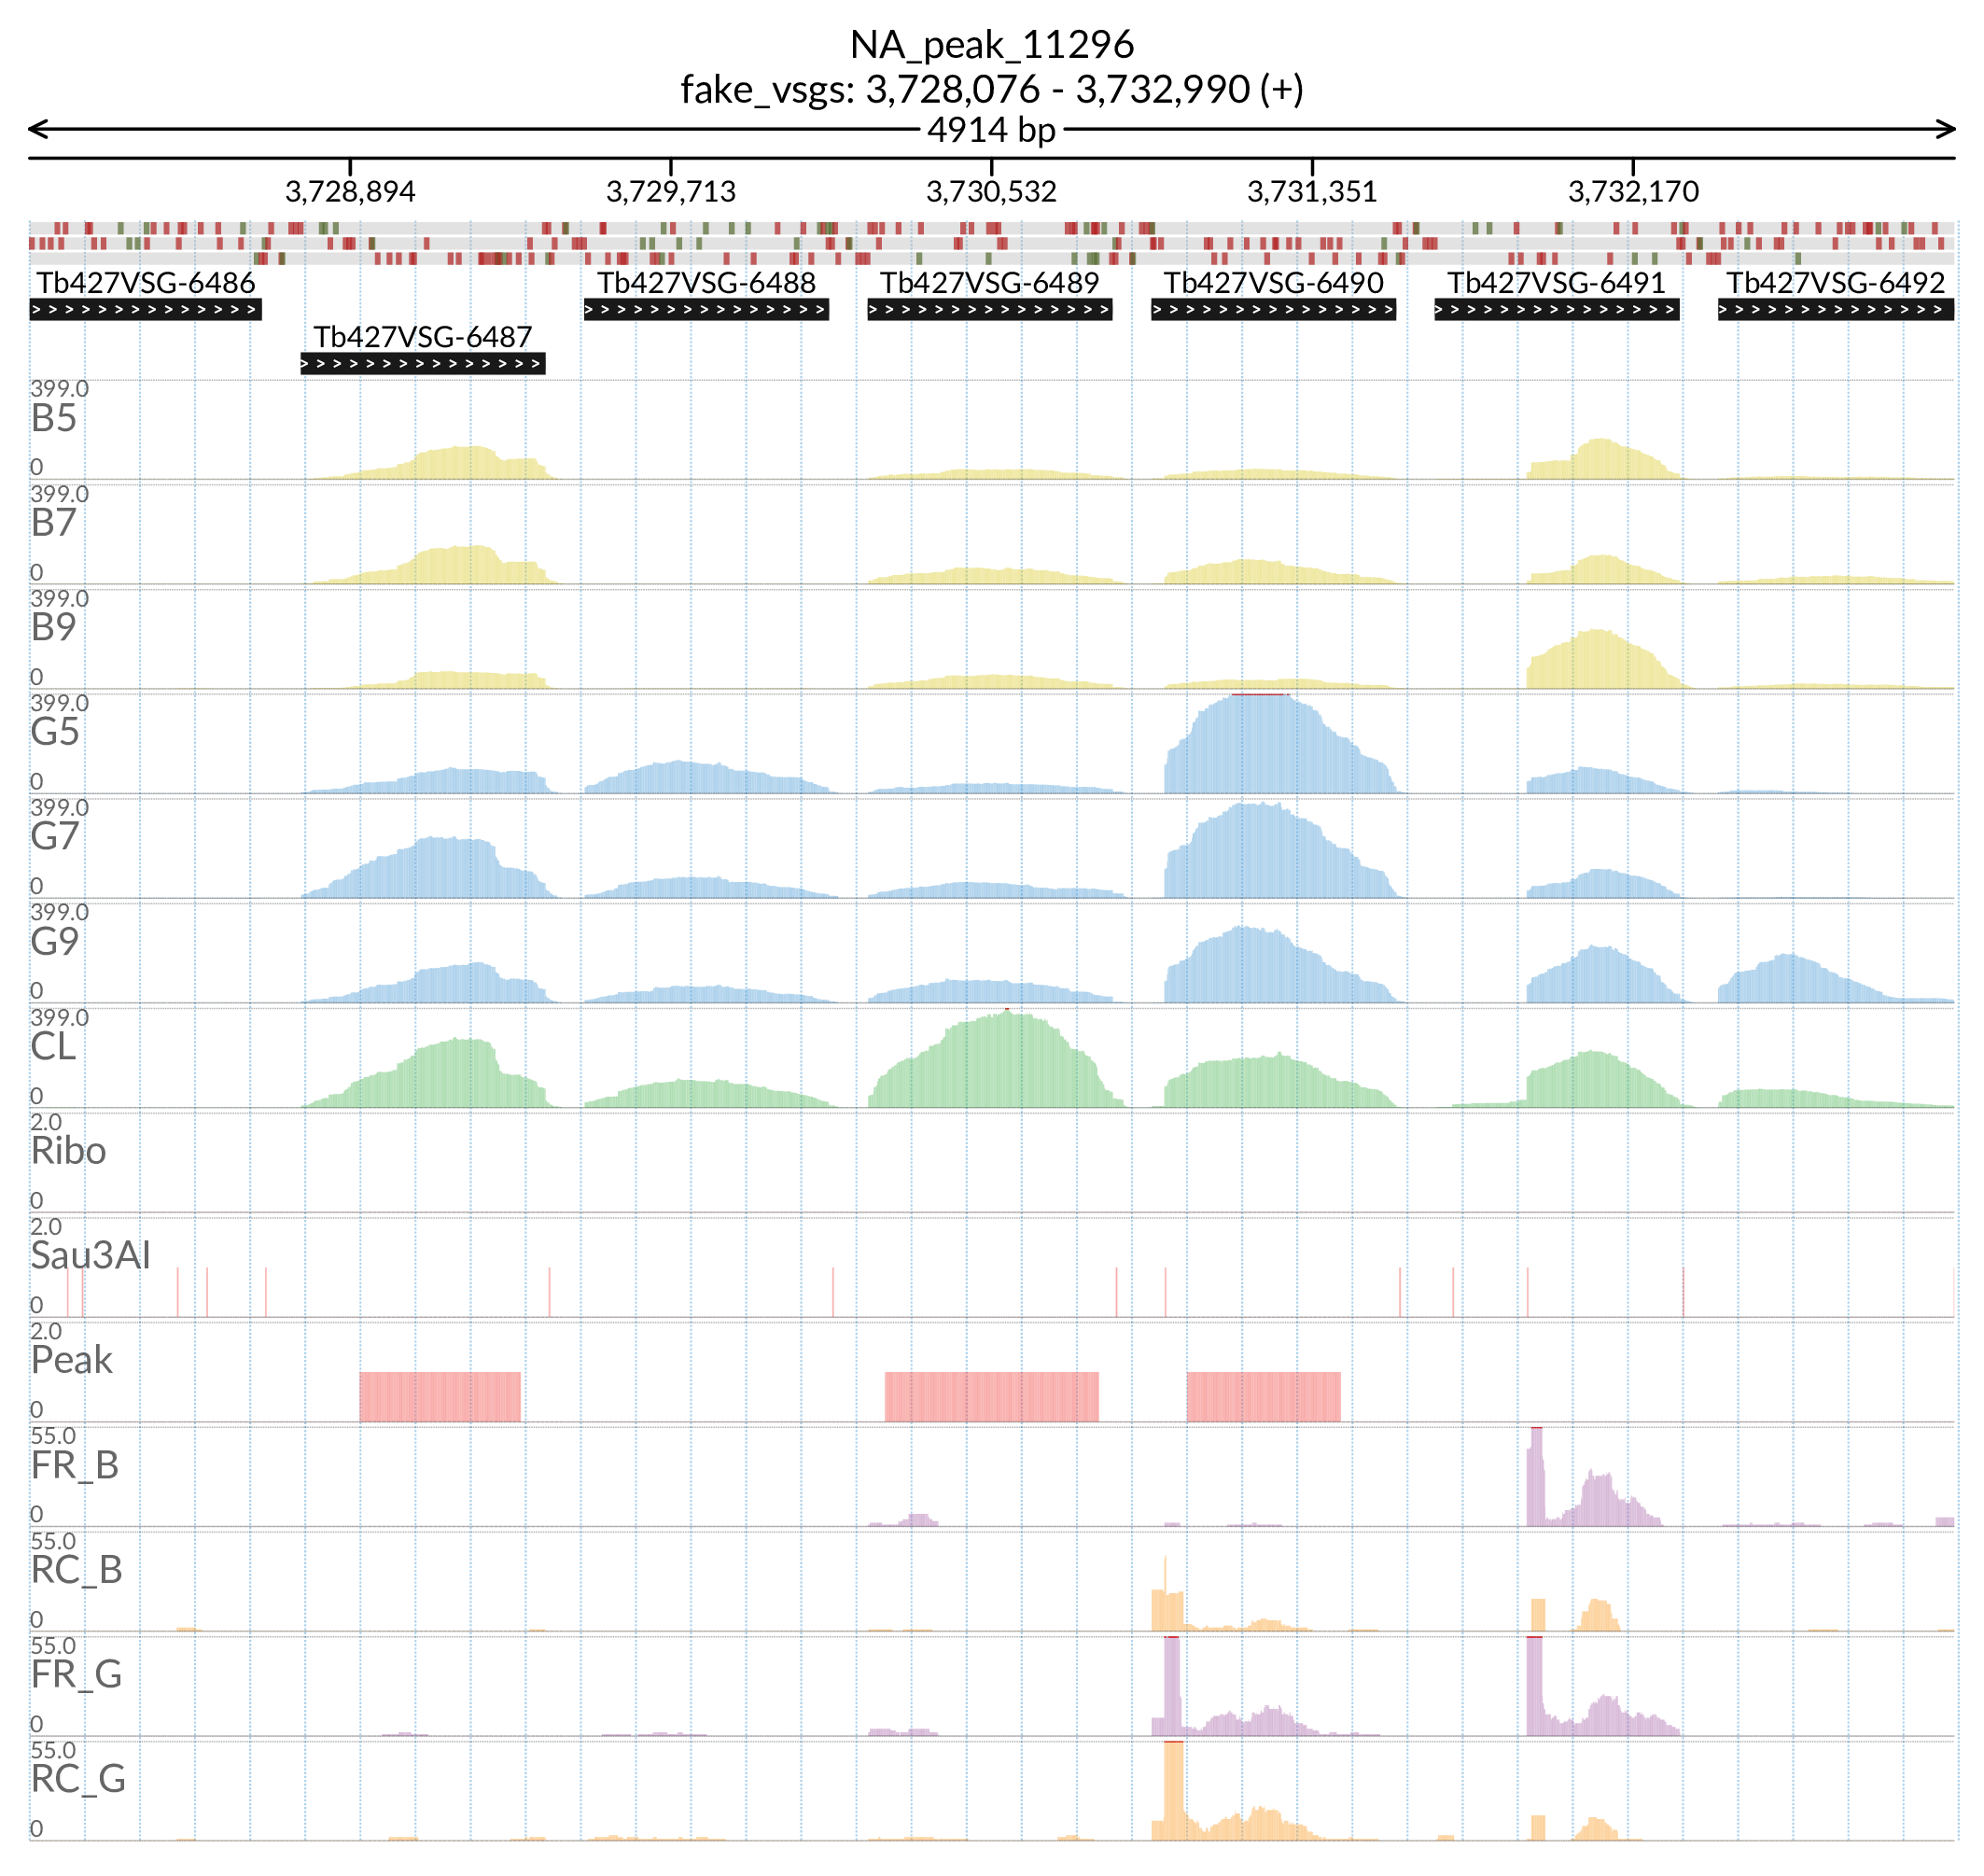 NA_peak_11296
fake_vsgs: 3,728,076 - 3,732,990 (+)
4914 bp
3,728,894 3,729,713 3,730,532 3,731,351 3,732,170
Tb427VSG-6486 Tb427VSG-6488 Tb427VSG-6489 Tb427VSG-6490 Tb427VSG-6491 Tb427VSG-6492
Tb427VSG-6487
399.0
B5
0
399.0
B7
0
399.0
B9
0
399.0
G5
0
399.0
G7
0
399.0
G9
0
399.0
CL
0
2.0
Ribo
0
2.0
Sau3AI
0
2.0
Peak
0
55.0
FR_B
0
55.0
RC_B
0
55.0
FR_G
0
55.0
RC_G
0